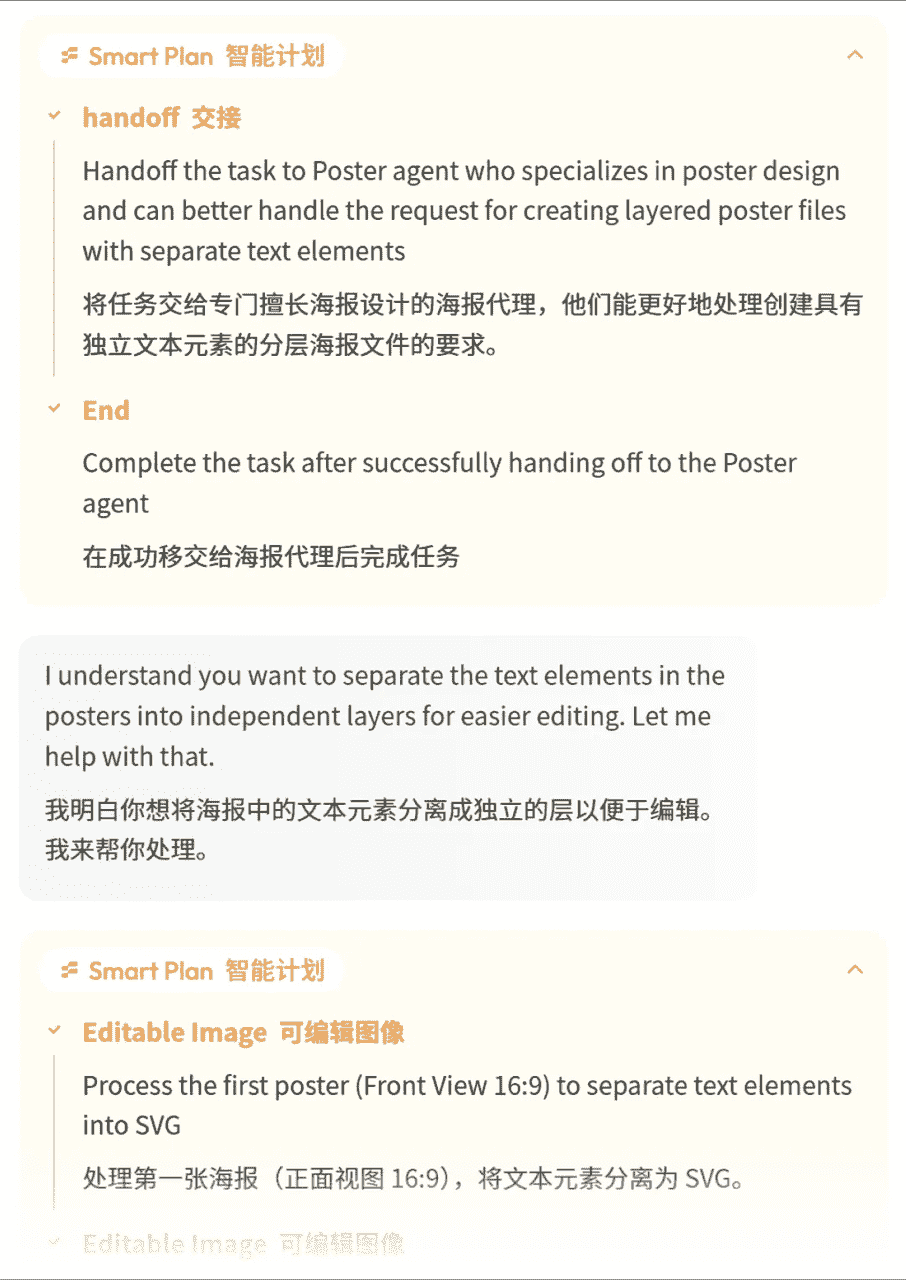 Smart Plan 智能计划
handoff 交接
Handoff the task to Poster agent who specializes in poster design
and can better handle the request for creating layered poster files
with separate text elements
将任务交给专门擅长海报设计的海报代理，他们能更好地处理创建具有
独立文本元素的分层海报文件的要求。
End
Complete the task after successfully handing off to the Poster
agent
在成功移交给海报代理后完成任务
I understand you want to separate the text elements in the
posters into independent layers for easier editing. Let me
help with that.
我明白你想将海报中的文本元素分离成独立的层以便于编辑。
我来帮你处理。
Smart Plan 智能计划
Editable Image 可编辑图像
Process the first poster (Front View 16:9) to separate text elements
into SVG
处理第一张海报（正面视图 16:9），将文本元素分离为 SVG。
Editable Image 可编辑图像